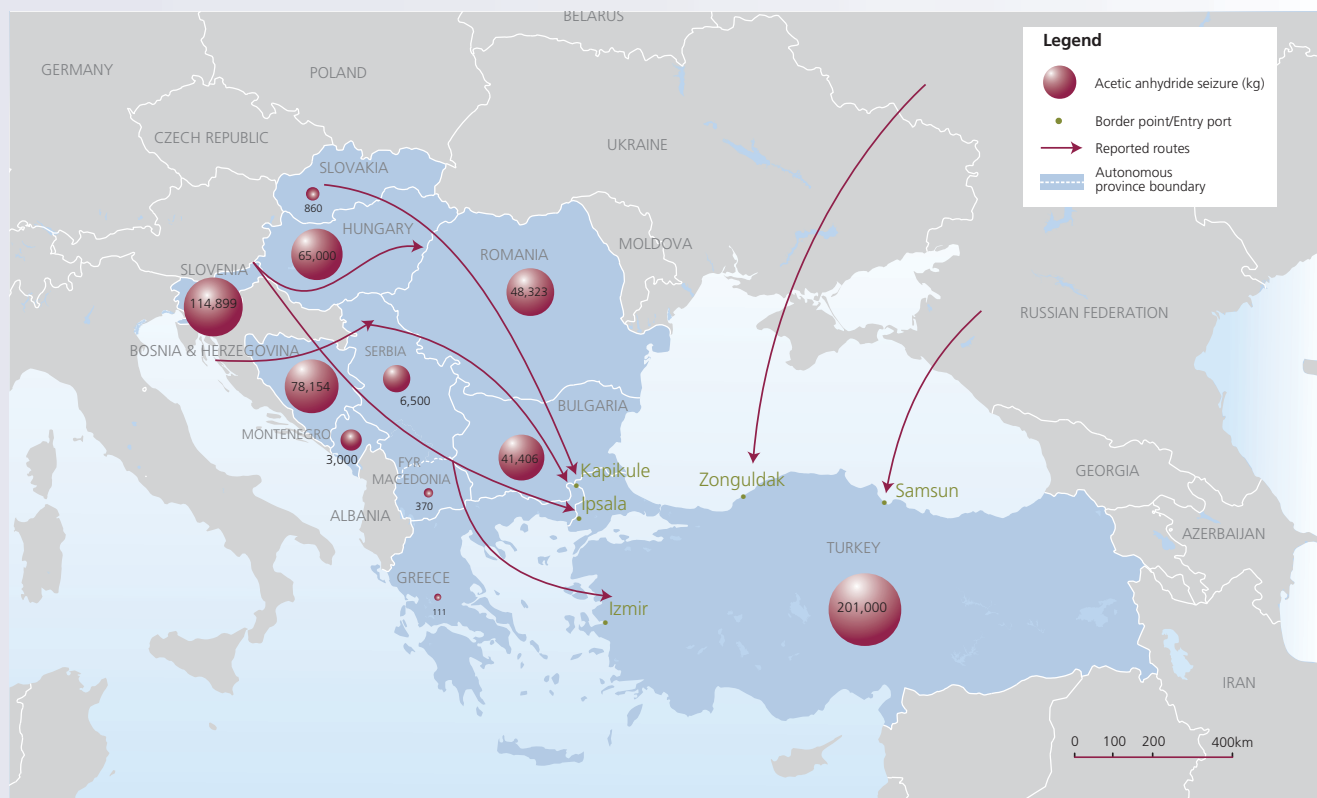 BELARUS
GERMANY
POLAND
CZECH REPUBLIC
UKRAINE
SLOVAKIA
860
HUNGARY
65,000
MOLDOVA
ROMANIA
48,323
SLOVENIA
114,899
RUSSIAN FEDERATION
BOSNIA & HERZEGOVINA
78,154
SERBIA
6,500
BULGARIA
41,406
MONTENEGRO
3,000
FYR
MACEDONIA
370
Kapikule
Ipsala
Zonguldak
Samsun
GEORGIA
AZERBAIJAN
ALBANIA
TURKEY
201,000
GREECE
111
Izmir
IRAN
Legend
Acetic anhydride seizure (kg)
Border point/Entry port
Reported routes
Autonomous
province boundary
0 100 200 400km